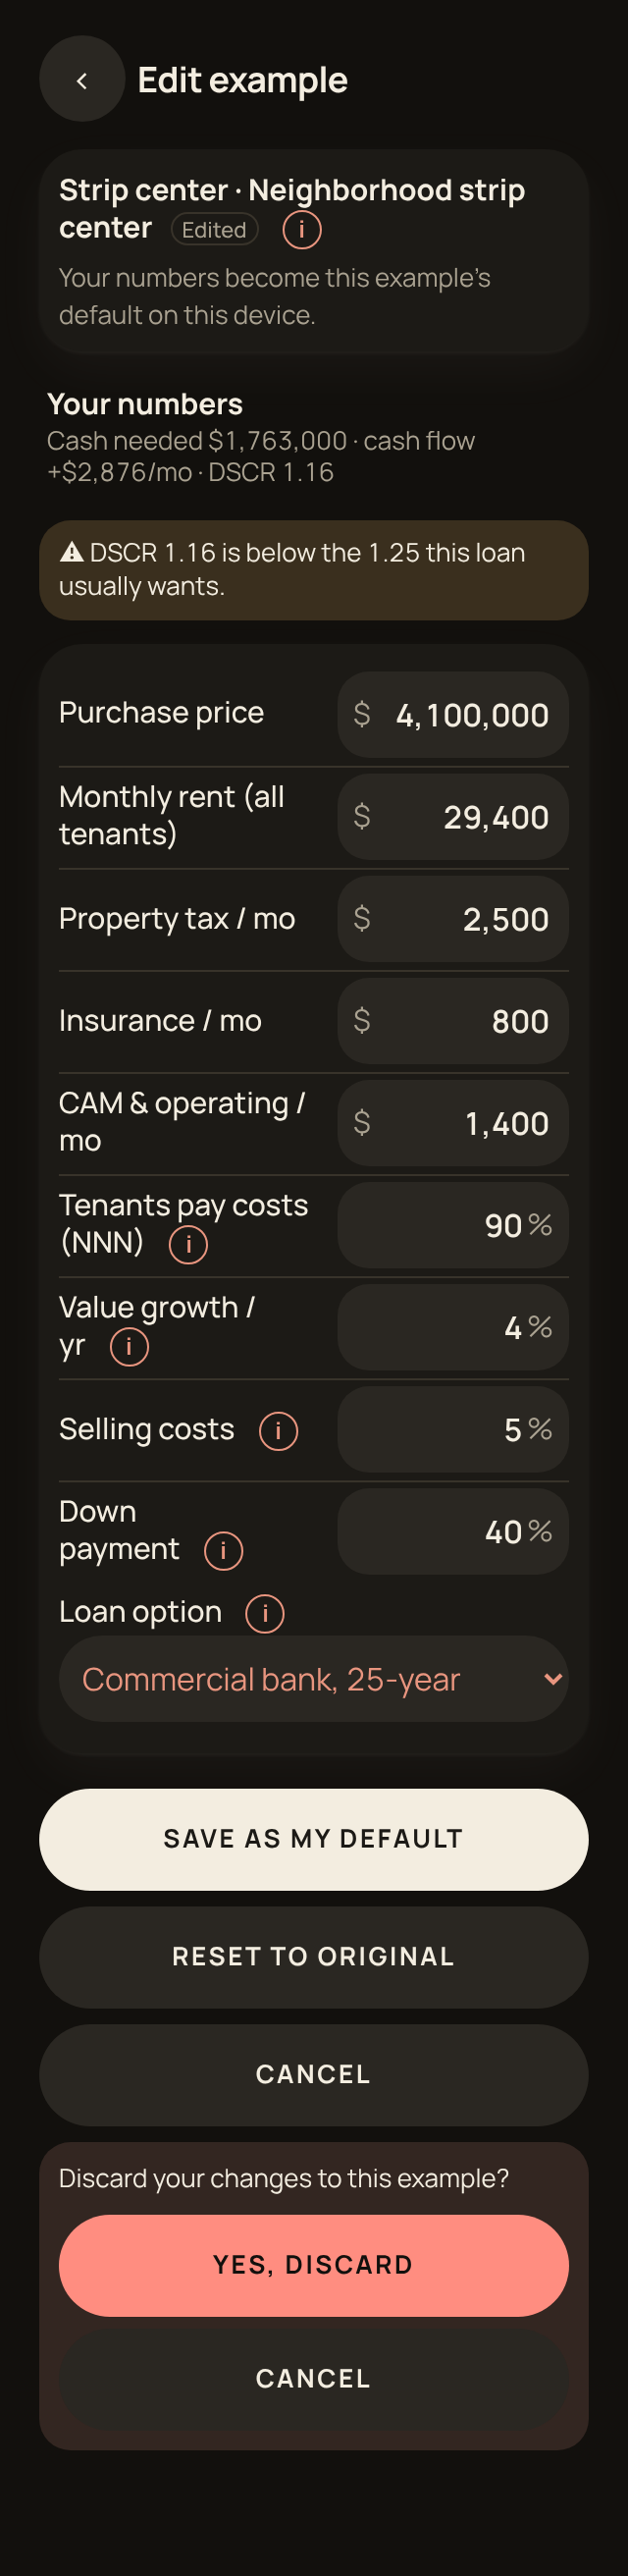 Edit example
Strip center · Neighborhood strip
center Edited i
Your numbers become this example's
default on this device.
Your numbers
Cash needed $1,763,000 · cash flow
+$2,876/mo · DSCR 1.16
⚠ DSCR 1.16 is below the 1.25 this loan
usually wants.
Purchase price $ 4,100,000
Monthly rent (all
tenants) $ 29,400
Property tax / mo $ 2,500
Insurance / mo $ 800
CAM & operating /
mo $ 1,400
Tenants pay costs
(NNN) i 90 %
Value growth /
yr i 4 %
Selling costs i 5 %
Down
payment i 40 %
Loan option i
Commercial bank, 25-year
SAVE AS MY DEFAULT
RESET TO ORIGINAL
CANCEL
Discard your changes to this example?
YES, DISCARD
CANCEL